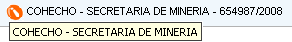 COHECHO - SECRETARIA DE MINERIA - 654987/2008
COHECHO - SECRETARIA DE MINERIA